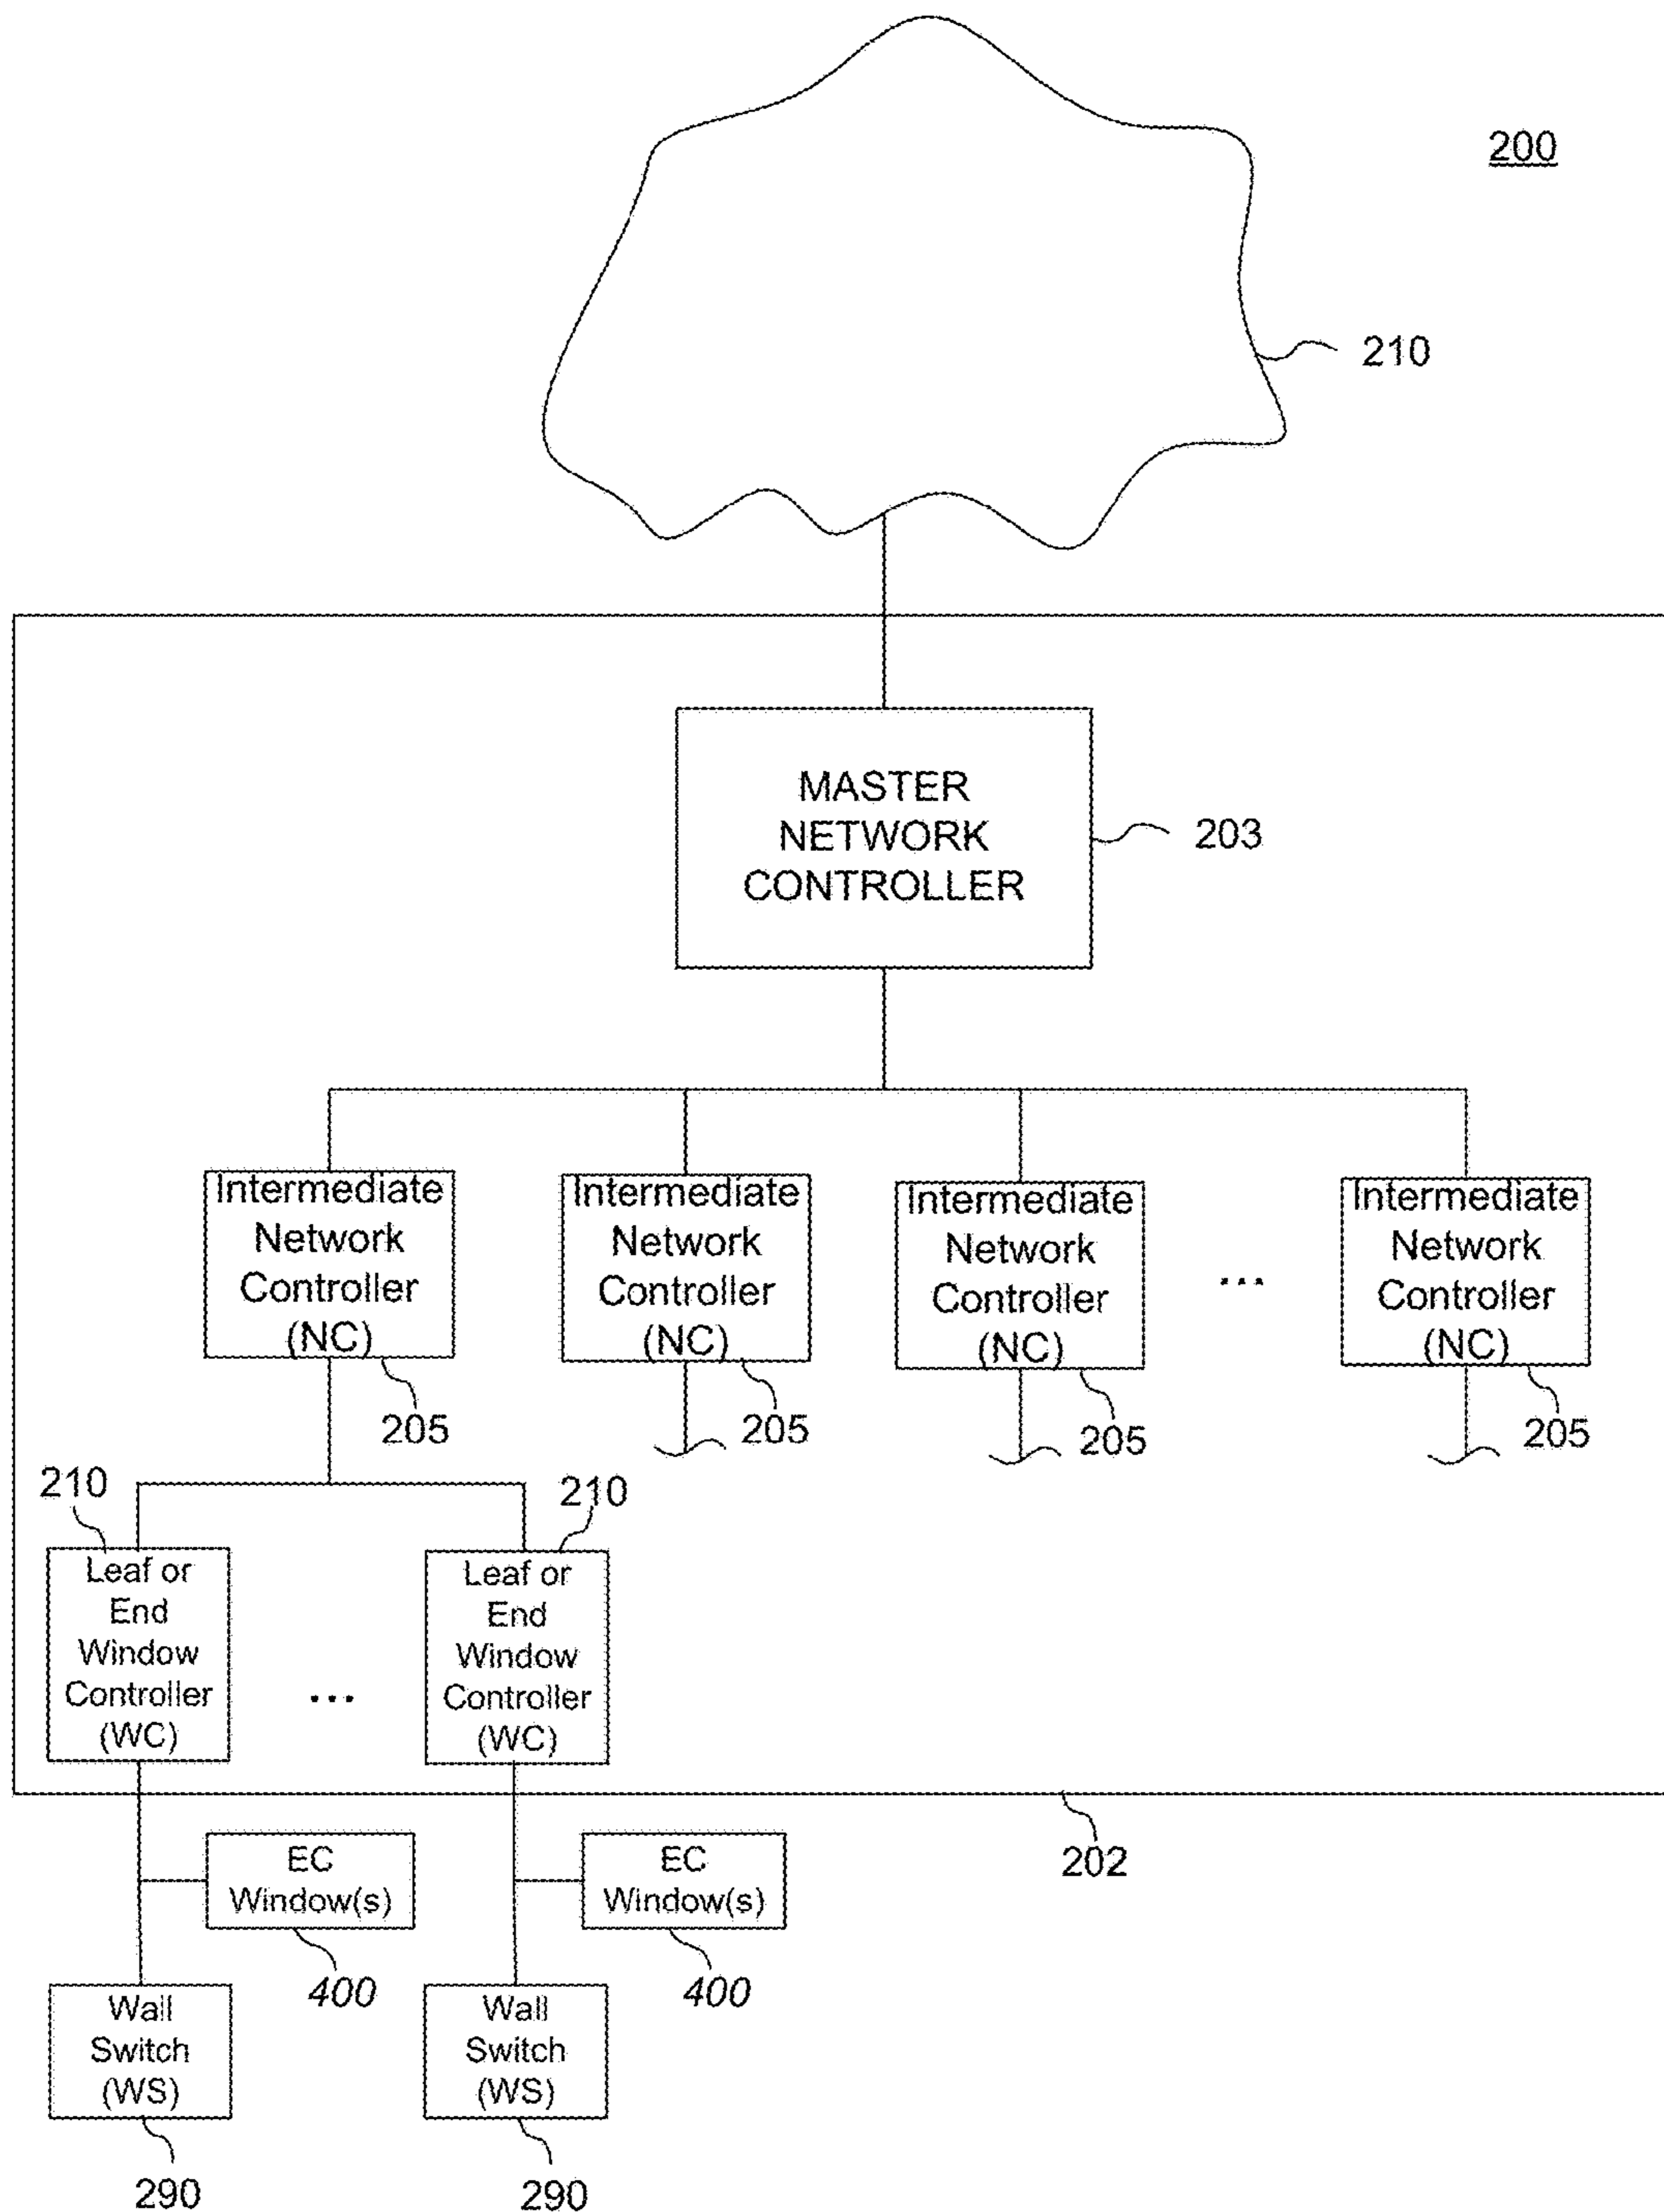 200
210
MASTER
NETWORK
CONTROLLER
203
Intermediate
Network
Controller
(NC)
205
Intermediate
Network
Controller
(NC)
205
Intermediate
Network
Controller
(NC)
205
...
Intermediate
Network
Controller
(NC)
205
210
Leaf or
End
Window
Controller
(WC)
...
210
Leaf or
End
Window
Controller
(WC)
202
EC
Window(s)
400
EC
Window(s)
400
Wall
Switch
(WS)
290
Wall
Switch
(WS)
290